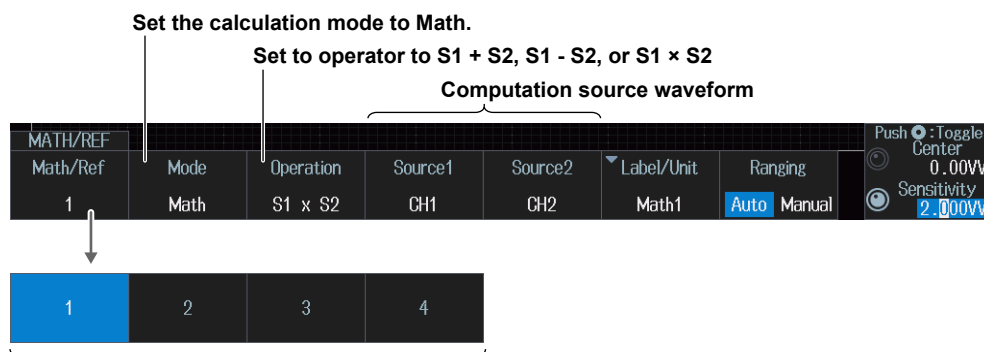 Set the calculation mode to Math.
Set to operator to S1 + S2, S1 - S2, or S1 × S2
Computation source waveform
MATH/REF
Math/Ref Mode Operation Source1 Source2 Label/Unit Ranging
1 Math S1 x S2 CH1 CH2 Math1 Auto Manual
Push :Toggle
Center
0.00VV
Sensitivity
2.000VV
1 2 3 4